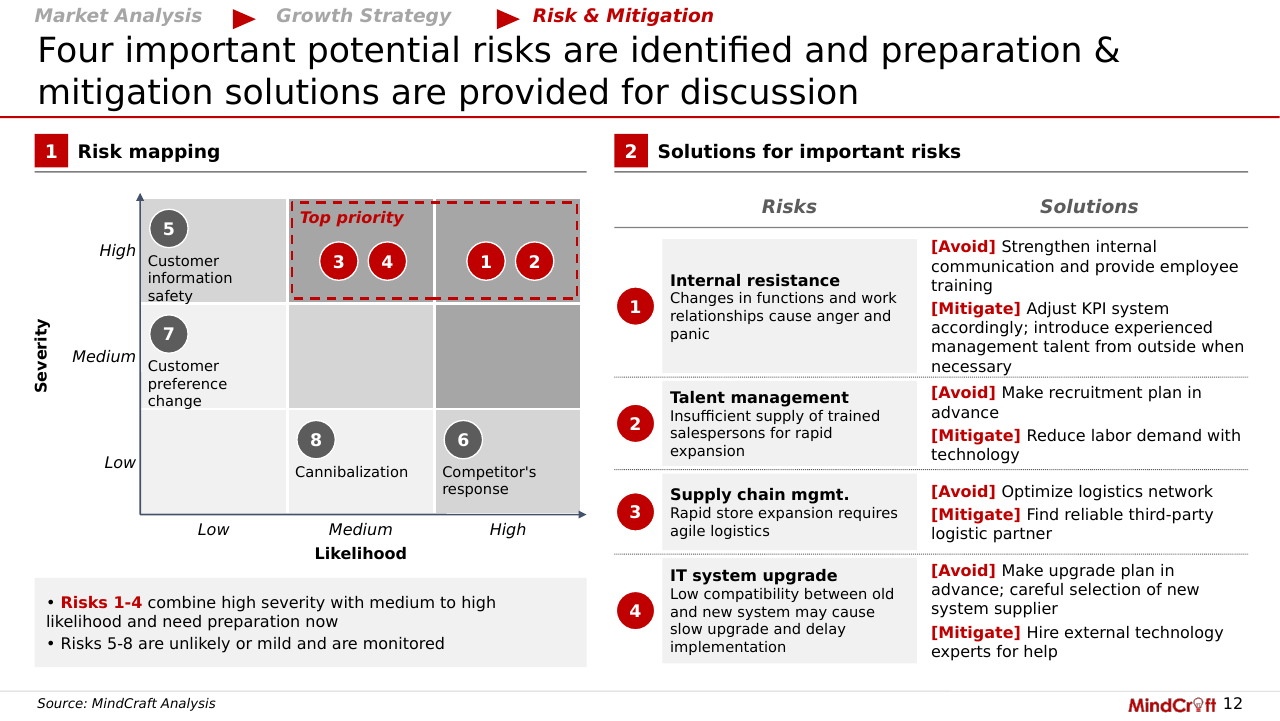 Market Analysis
Growth Strategy
Risk & Mitigation
Four important potential risks are identified and preparation &
mitigation solutions are provided for discussion
1
Risk mapping
Severity
High
Medium
Low
5
Customer
information
safety
Top priority
3
4
1
2
7
Customer
preference
change
8
Cannibalization
6
Competitor's
response
Low
Medium
High
Likelihood
• Risks 1-4 combine high severity with medium to high
likelihood and need preparation now
• Risks 5-8 are unlikely or mild and are monitored
2
Solutions for important risks
Risks
Solutions
1
Internal resistance
Changes in functions and work
relationships cause anger and
panic
[Avoid] Strengthen internal
communication and provide employee
training
[Mitigate] Adjust KPI system
accordingly; introduce experienced
management talent from outside when
necessary
2
Talent management
Insufficient supply of trained
salespersons for rapid
expansion
[Avoid] Make recruitment plan in
advance
[Mitigate] Reduce labor demand with
technology
3
Supply chain mgmt.
Rapid store expansion requires
agile logistics
[Avoid] Optimize logistics network
[Mitigate] Find reliable third-party
logistic partner
4
IT system upgrade
Low compatibility between old
and new system may cause
slow upgrade and delay
implementation
[Avoid] Make upgrade plan in
advance; careful selection of new
system supplier
[Mitigate] Hire external technology
experts for help
Source: MindCraft Analysis
MindCraft
12